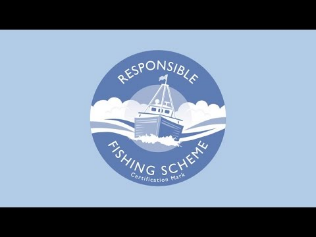 RESPONSIBLE
FISHING SCHEME
Certification Mark